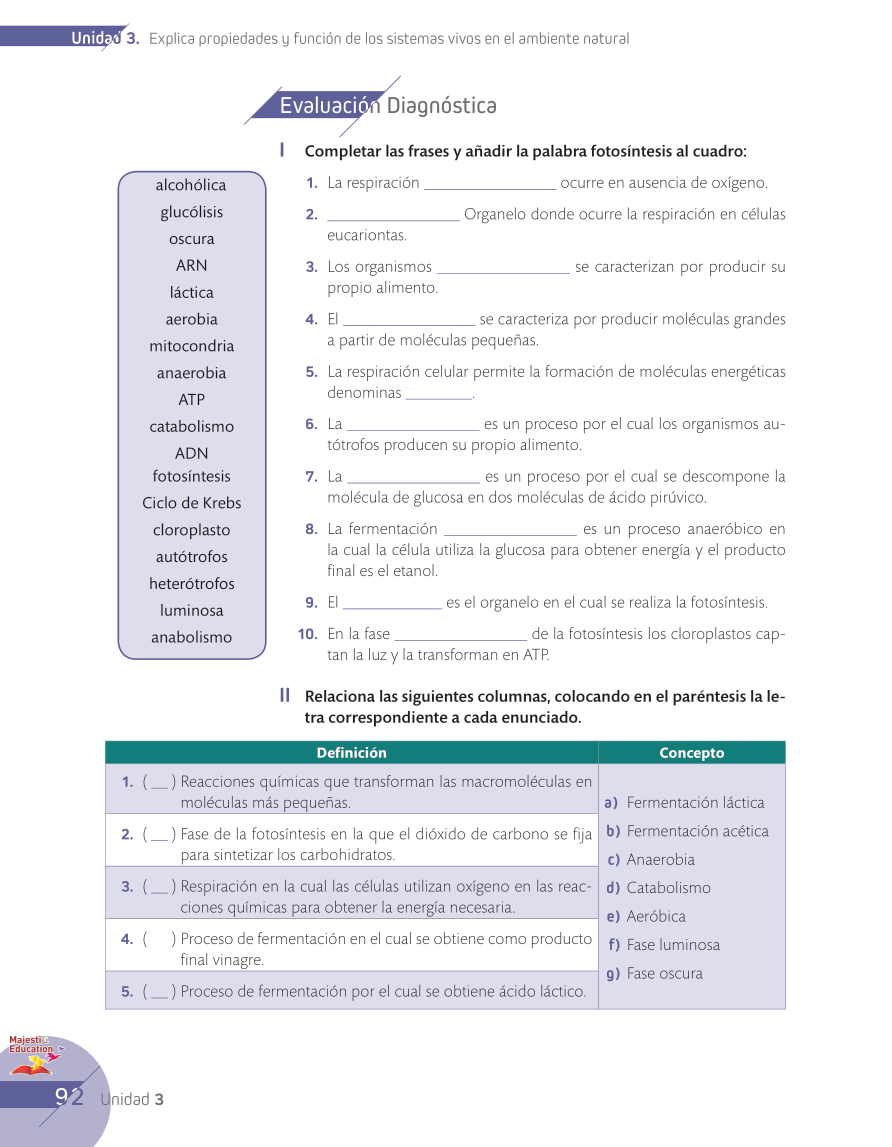 Unidad 3. Explica propiedades y función de los sistemas vivos en el ambiente natural
Evaluación Diagnóstica
I Completar las frases y añadir la palabra fotosíntesis al cuadro:
alcohólica
glucólisis
oscura
ARN
láctica
aerobia
mitocondria
anaerobia
ATP
catabolismo
ADN
fotosíntesis
Ciclo de Krebs
cloroplasto
autótrofos
heterótrofos
luminosa
anabolismo
1. La respiración ________________ ocurre en ausencia de oxígeno.
2. ________________ Organelo donde ocurre la respiración en células
eucariontas.
3. Los organismos ________________ se caracterizan por producir su
propio alimento.
4. El ________________ se caracteriza por producir moléculas grandes
a partir de moléculas pequeñas.
5. La respiración celular permite la formación de moléculas energéticas
denominas ________.
6. La ________________ es un proceso por el cual los organismos au-
tótrofos producen su propio alimento.
7. La ________________ es un proceso por el cual se descompone la
molécula de glucosa en dos moléculas de ácido pirúvico.
8. La fermentación ________________ es un proceso anaeróbico en
la cual la célula utiliza la glucosa para obtener energía y el producto
final es el etanol.
9. El ____________ es el organelo en el cual se realiza la fotosíntesis.
10. En la fase ________________ de la fotosíntesis los cloroplastos cap-
tan la luz y la transforman en ATP.
II Relaciona las siguientes columnas, colocando en el paréntesis la le-
tra correspondiente a cada enunciado.
Definición
1. ( __ ) Reacciones químicas que transforman las macromoléculas en
moléculas más pequeñas.
2. ( __ ) Fase de la fotosíntesis en la que el dióxido de carbono se fija
para sintetizar los carbohidratos.
3. ( __ ) Respiración en la cual las células utilizan oxígeno en las reac-
ciones químicas para obtener la energía necesaria.
4. ( ) Proceso de fermentación en el cual se obtiene como producto
final vinagre.
5. ( __ ) Proceso de fermentación por el cual se obtiene ácido láctico.
Concepto
a) Fermentación láctica
b) Fermentación acética
c) Anaerobia
d) Catabolismo
e) Aeróbica
f) Fase luminosa
g) Fase oscura
Majestic
Education
92 Unidad 3